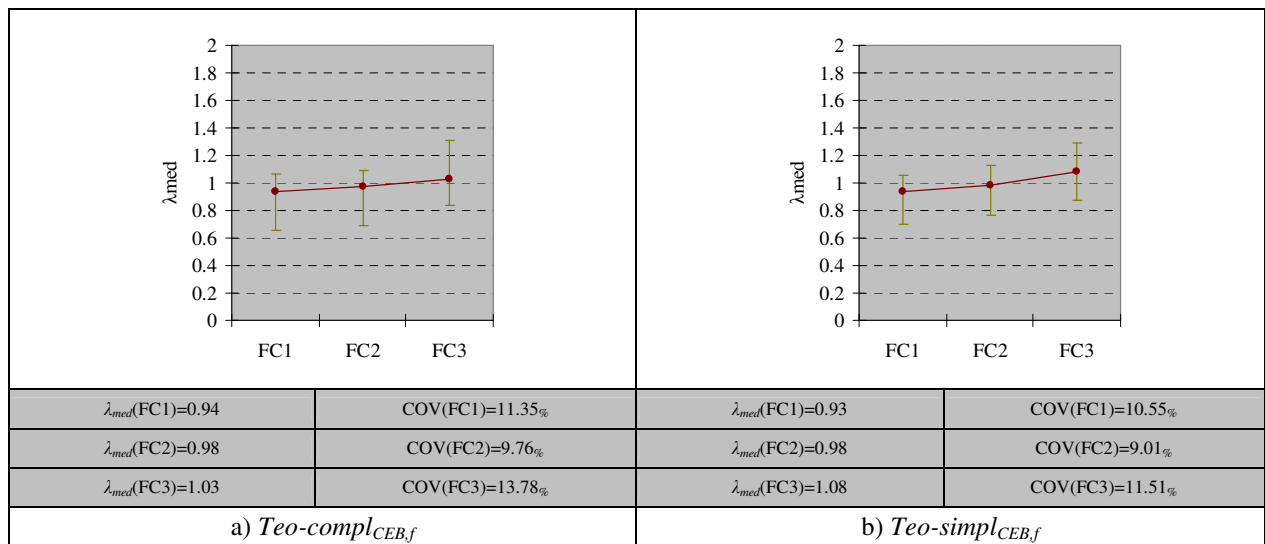 2
1.8
1.6
1.4
1.2
1
0.8
0.6
0.4
0.2
0
λmed
FC1 FC2 FC3
2
1.8
1.6
1.4
1.2
1
0.8
0.6
0.4
0.2
0
λmed
FC1 FC2 FC3
λmed(FC1)=0.94 COV(FC1)=11.35% λmed(FC1)=0.93 COV(FC1)=10.55%
λmed(FC2)=0.98 COV(FC2)=9.76% λmed(FC2)=0.98 COV(FC2)=9.01%
λmed(FC3)=1.03 COV(FC3)=13.78% λmed(FC3)=1.08 COV(FC3)=11.51%
a) Teo-complCEB,f b) Teo-simplCEB,f